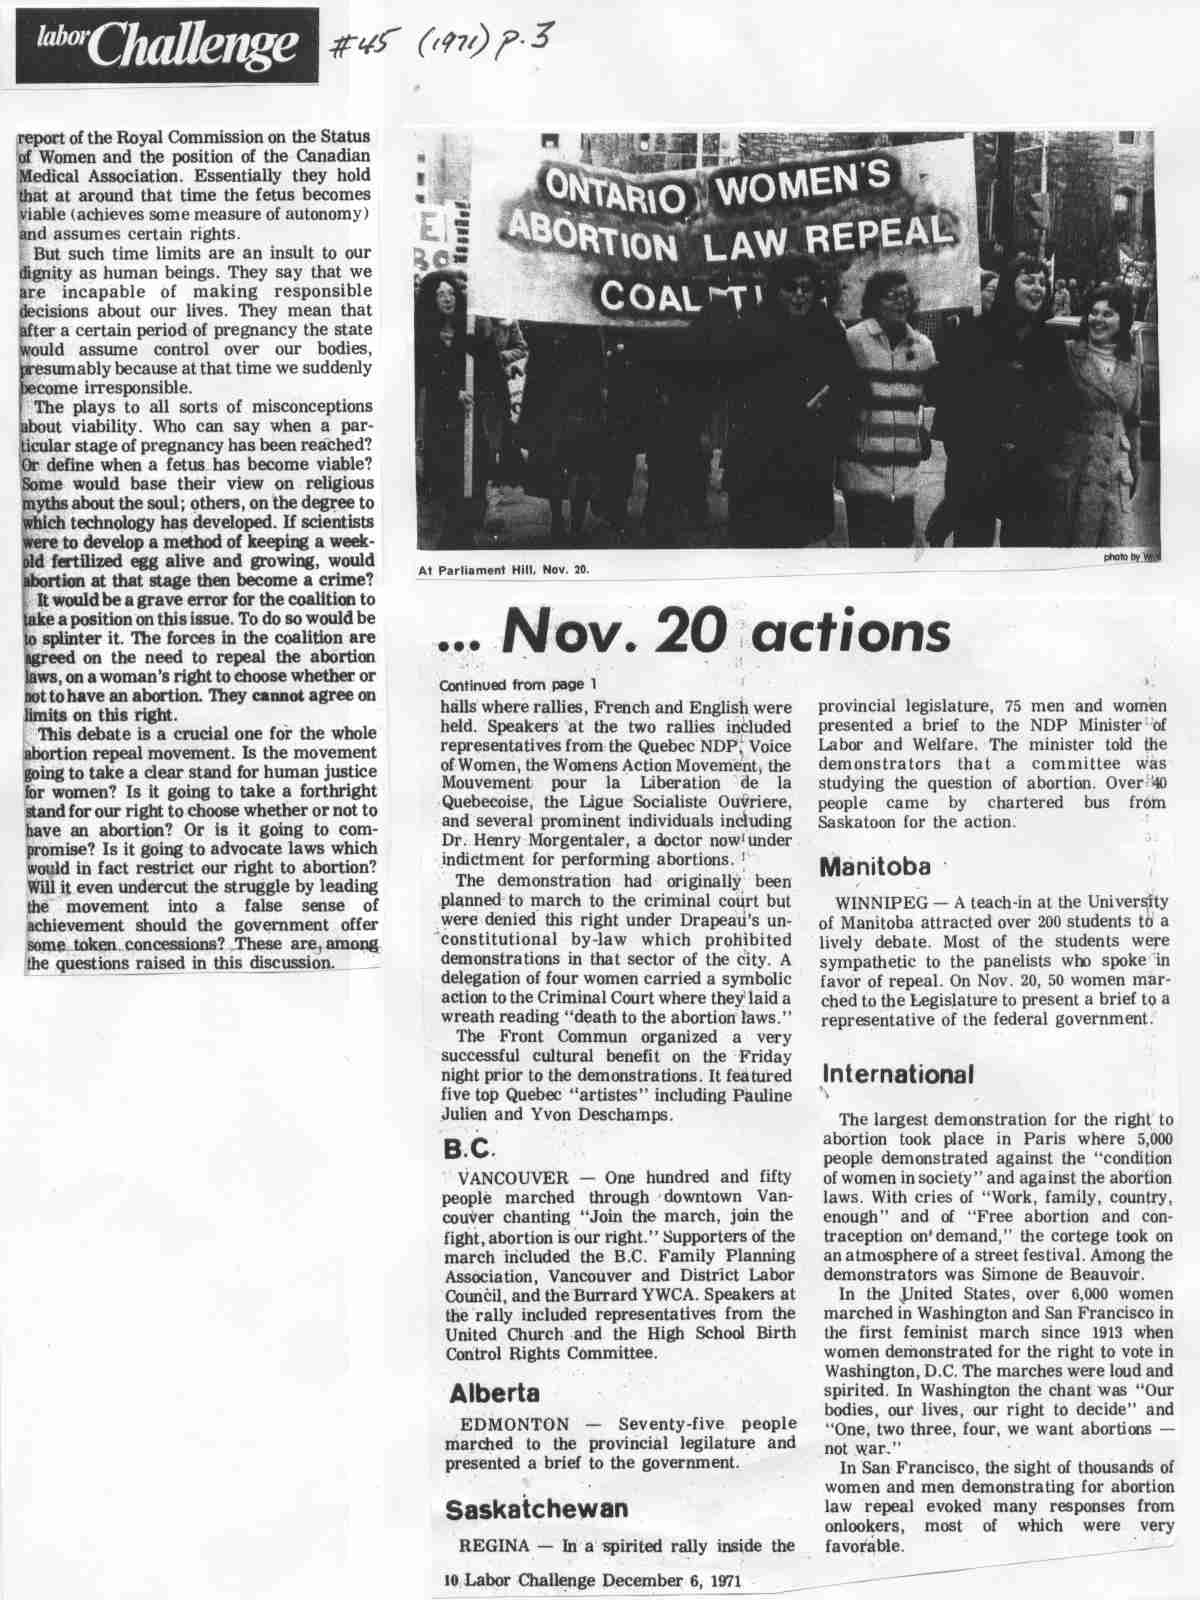 labor Challenge #45 (1971) p.3
report of the Royal Commission on the Status
of Women and the position of the Canadian
Medical Association. Essentially they hold
that at around that time the fetus becomes
viable (achieves some measure of autonomy)
and assumes certain rights.
But such time limits are an insult to our
dignity as human beings. They say that we
are incapable of making responsible
decisions about our lives. They mean that
after a certain period of pregnancy the state
would assume control over our bodies,
presumably because at that time we suddenly
become irresponsible.
The plays to all sorts of misconceptions
about viability. Who can say when a par-
ticular stage of pregnancy has been reached?
Or define when a fetus has become viable?
Some would base their view on religious
myths about the soul; others, on the degree to
which technology has developed. If scientists
were to develop a method of keeping a week-
old fertilized egg alive and growing, would
abortion at that stage then become a crime?
It would be a grave error for the coalition to
take a position on this issue. To do so would be
to splinter it. The forces in the coalition are
agreed on the need to repeal the abortion
laws, on a woman's right to choose whether or
not to have an abortion. They cannot agree on
limits on this right.
This debate is a crucial one for the whole
abortion repeal movement. Is the movement
going to take a clear stand for human justice
for women? Is it going to take a forthright
stand for our right to choose whether or not to
have an abortion? Or is it going to com-
promise? Is it going to advocate laws which
would in fact restrict our right to abortion?
Will it even undercut the struggle by leading
the movement into a false sense of
achievement should the government offer
some token concessions? These are, among
the questions raised in this discussion.
ONTARIO WOMEN'S
ABORTION LAW REPEAL
COALITI
photo by
At Parliament Hill, Nov. 20.
... Nov. 20 actions
Continued from page 1
halls where rallies, French and English were
held. Speakers at the two rallies included
representatives from the Quebec NDP, Voice
of Women, the Womens Action Movement, the
Mouvement pour la Liberation de la
Quebecoise, the Ligue Socialiste Ouvriere,
and several prominent individuals including
Dr. Henry Morgentaler, a doctor now under
indictment for performing abortions.
The demonstration had originally been
planned to march to the criminal court but
were denied this right under Drapeau's un-
constitutional by-law which prohibited
demonstrations in that sector of the city. A
delegation of four women carried a symbolic
action to the Criminal Court where they laid a
wreath reading "death to the abortion laws."
The Front Commun organized a very
successful cultural benefit on the Friday
night prior to the demonstrations. It featured
five top Quebec "artistes" including Pauline
Julien and Yvon Deschamps.
B.C.
VANCOUVER — One hundred and fifty
people marched through downtown Van-
couver chanting "Join the march, join the
fight, abortion is our right." Supporters of the
march included the B.C. Family Planning
Association, Vancouver and District Labor
Council, and the Burrard YWCA. Speakers at
the rally included representatives from the
United Church and the High School Birth
Control Rights Committee.
Alberta
EDMONTON — Seventy-five people
marched to the provincial legilature and
presented a brief to the government.
Saskatchewan
REGINA — In a spirited rally inside the
provincial legislature, 75 men and women
presented a brief to the NDP Minister of
Labor and Welfare. The minister told the
demonstrators that a committee was
studying the question of abortion. Over 40
people came by chartered bus from
Saskatoon for the action.
Manitoba
WINNIPEG — A teach-in at the University
of Manitoba attracted over 200 students to a
lively debate. Most of the students were
sympathetic to the panelists who spoke in
favor of repeal. On Nov. 20, 50 women mar-
ched to the Legislature to present a brief to a
representative of the federal government.
International
The largest demonstration for the right to
abortion took place in Paris where 5,000
people demonstrated against the "condition
of women in society" and against the abortion
laws. With cries of "Work, family, country,
enough" and of "Free abortion and con-
traception on demand," the cortege took on
an atmosphere of a street festival. Among the
demonstrators was Simone de Beauvoir.
In the United States, over 6,000 women
marched in Washington and San Francisco in
the first feminist march since 1913 when
women demonstrated for the right to vote in
Washington, D.C. The marches were loud and
spirited. In Washington the chant was "Our
bodies, our lives, our right to decide" and
"One, two three, four, we want abortions —
not war."
In San Francisco, the sight of thousands of
women and men demonstrating for abortion
law repeal evoked many responses from
onlookers, most of which were very
favorable.
10 Labor Challenge December 6, 1971